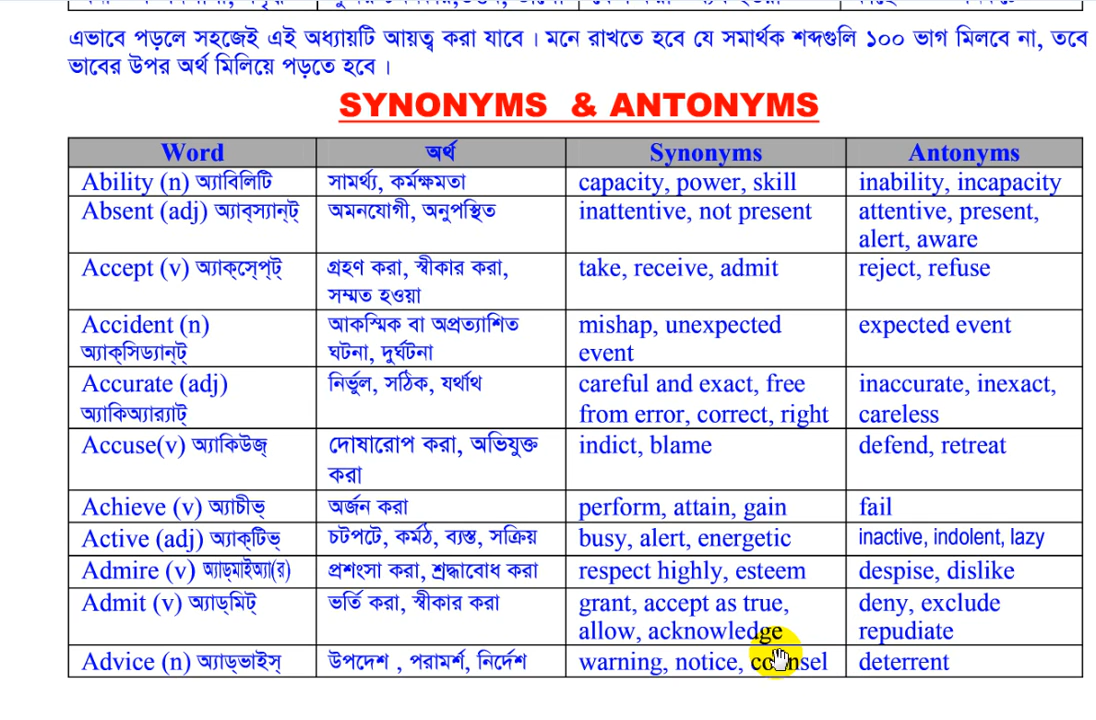 এভাবে পড়লে সহজেই এই অধ্যায়টি আয়ত্ব করা যাবে। মনে রাখতে হবে যে সমার্থক শব্দগুলি ১০০ ভাগ মিলবে না, তবে
ভাবের উপর অর্থ মিলিয়ে পড়তে হবে।
SYNONYMS & ANTONYMS
Word অর্থ Synonyms Antonyms
Ability (n) অ্যাবিলিটি সামর্থ্য, কর্মক্ষমতা capacity, power, skill inability, incapacity
Absent (adj) অ্যাব্স্যান্ট্ অমনযোগী, অনুপস্থিত inattentive, not present attentive, present,
alert, aware
Accept (v) অ্যাক্সেপ্ট্ গ্রহণ করা, স্বীকার করা, take, receive, admit reject, refuse
সম্মত হওয়া
Accident (n) আকস্মিক বা অপ্রত্যাশিত mishap, unexpected expected event
অ্যাক্সিড্যান্ট্ ঘটনা, দুর্ঘটনা event
Accurate (adj) নির্ভুল, সঠিক, যর্থাথ careful and exact, free inaccurate, inexact,
অ্যাকিঅ্যার‍্যাট্ from error, correct, right careless
Accuse(v) অ্যাকিউজ্ দোষারোপ করা, অভিযুক্ত indict, blame defend, retreat
করা
Achieve (v) অ্যাচীভ্ অর্জন করা perform, attain, gain fail
Active (adj) অ্যাক্টিভ্ চটপটে, কর্মঠ, ব্যস্ত, সক্রিয় busy, alert, energetic inactive, indolent, lazy
Admire (v) অ্যাড্মাইঅ্যা(র) প্রশংসা করা, শ্রদ্ধাবোধ করা respect highly, esteem despise, dislike
Admit (v) অ্যাড্মিট্ ভর্তি করা, স্বীকার করা grant, accept as true, deny, exclude
allow, acknowledge repudiate
Advice (n) অ্যাড্ভাইস্ উপদেশ , পরামর্শ, নির্দেশ warning, notice, counsel deterrent